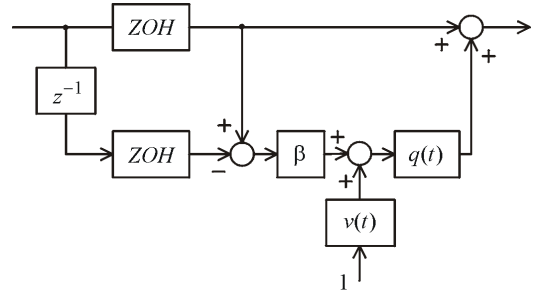 ZOH
+
+
z⁻¹
+
ZOH
−
β
+
+
q(t)
v(t)
1